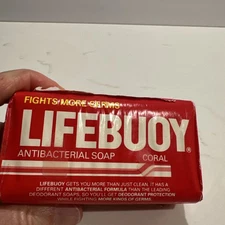 FIGHTS MORE GERMS
LIFEBUOY®
ANTIBACTERIAL SOAP CORAL
LIFEBUOY GETS YOU MORE THAN JUST CLEAN. IT HAS A
DIFFERENT ANTIBACTERIAL FORMULA THAN THE LEADING
DEODORANT SOAPS, SO YOU'LL GET DEODORANT PROTECTION
WHILE FIGHTING MORE KINDS OF GERMS.